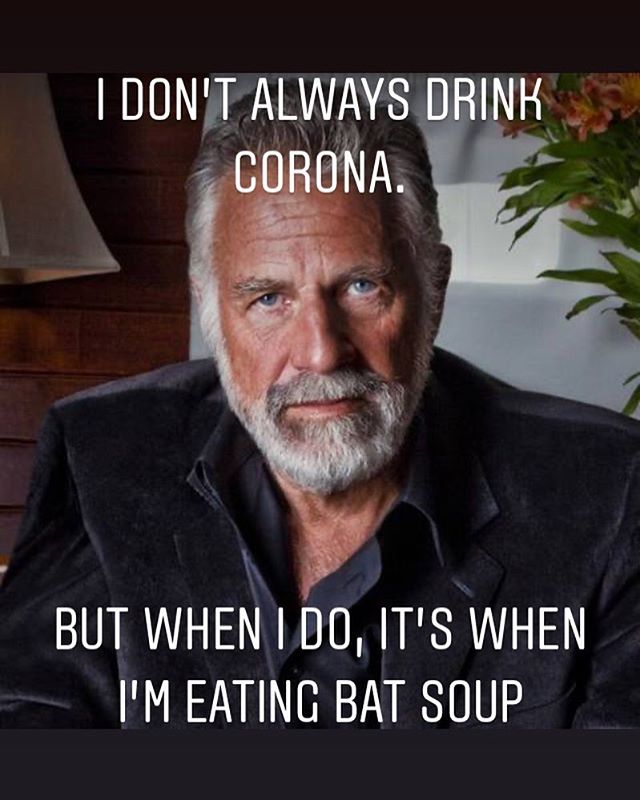 I DON'T ALWAYS DRINK
CORONA.
BUT WHEN I DO, IT'S WHEN
I'M EATING BAT SOUP